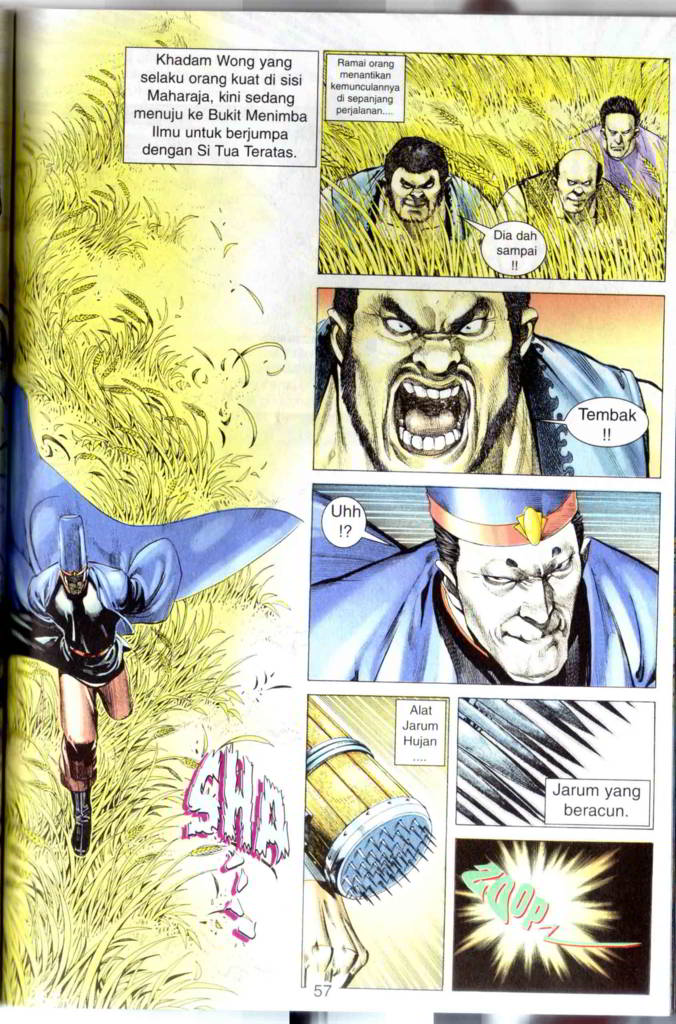 Khadam Wong yang
selaku orang kuat di sisi
Maharaja, kini sedang
menuju ke Bukit Menimba
Ilmu untuk berjumpa
dengan Si Tua Teratas.
Ramai orang
menantikan
kemunculannya
di sepanjang
perjalanan....
Dia dah
sampai
!!
Tembak
!!
Uhh
!?
SHA
Alat
Jarum
Hujan
....
Jarum yang
beracun.
ZOOP
57